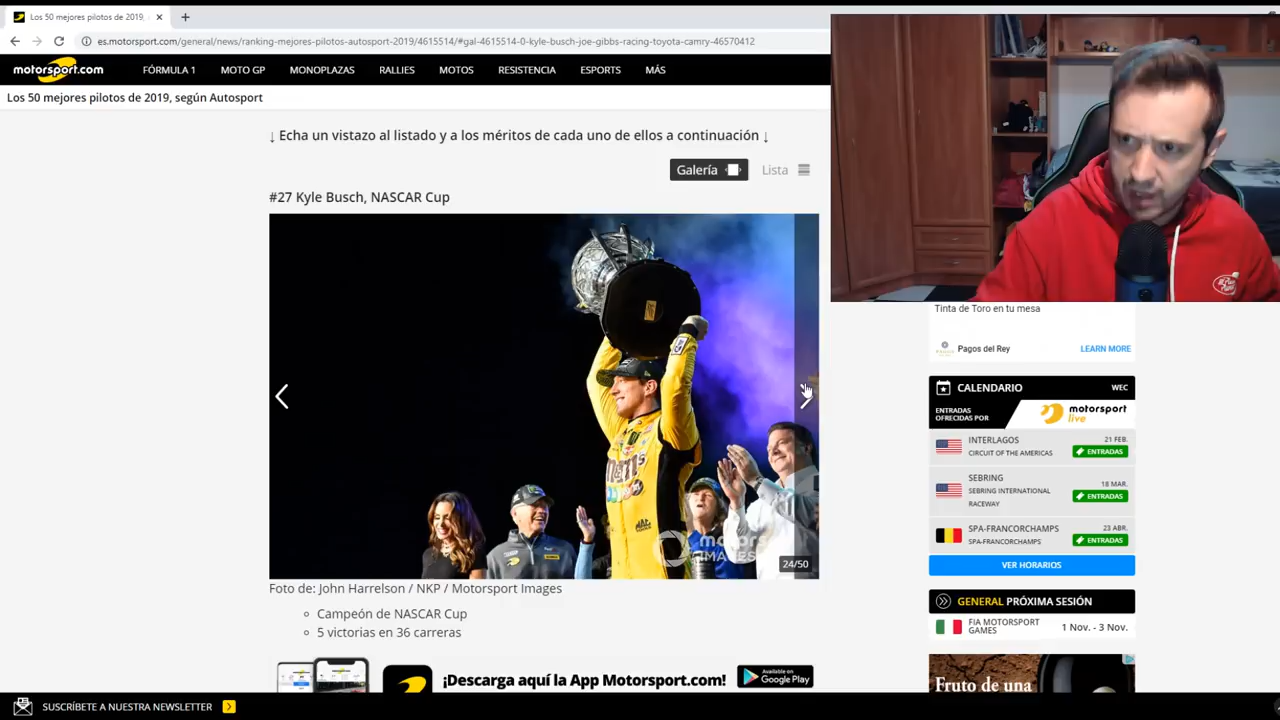 Los 50 mejores pilotos de 2019,
es.motorsport.com/general/news/ranking-mejores-pilotos-autosport-2019/4615514/#gal-4615514-0-kyle-busch-joe-gibbs-racing-toyota-camry-46570412
motorsport.com
FÓRMULA 1
MOTO GP
MONOPLAZAS
RALLIES
MOTOS
RESISTENCIA
ESPORTS
MÁS
Los 50 mejores pilotos de 2019, según Autosport
↓ Echa un vistazo al listado y a los méritos de cada uno de ellos a continuación ↓
Galería
Lista
#27 Kyle Busch, NASCAR Cup
M&M's
MAC
motorsport
IMAGES
24/50
Foto de: John Harrelson / NKP / Motorsport Images
Campeón de NASCAR Cup
5 victorias en 36 carreras
¡Descarga aquí la App Motorsport.com!
Available on
Google Play
Tinta de Toro en tu mesa
Pagos del Rey
LEARN MORE
CALENDARIO
WEC
ENTRADAS
OFRECIDAS POR
motorsport
live
INTERLAGOS
CIRCUIT OF THE AMERICAS
21 FEB.
ENTRADAS
SEBRING
SEBRING INTERNATIONAL
RACEWAY
18 MAR.
ENTRADAS
SPA-FRANCORCHAMPS
SPA-FRANCORCHAMPS
23 ABR.
ENTRADAS
VER HORARIOS
GENERAL PRÓXIMA SESIÓN
FIA MOTORSPORT
GAMES
1 Nov. - 3 Nov.
Fruto de una
SUSCRÍBETE A NUESTRA NEWSLETTER